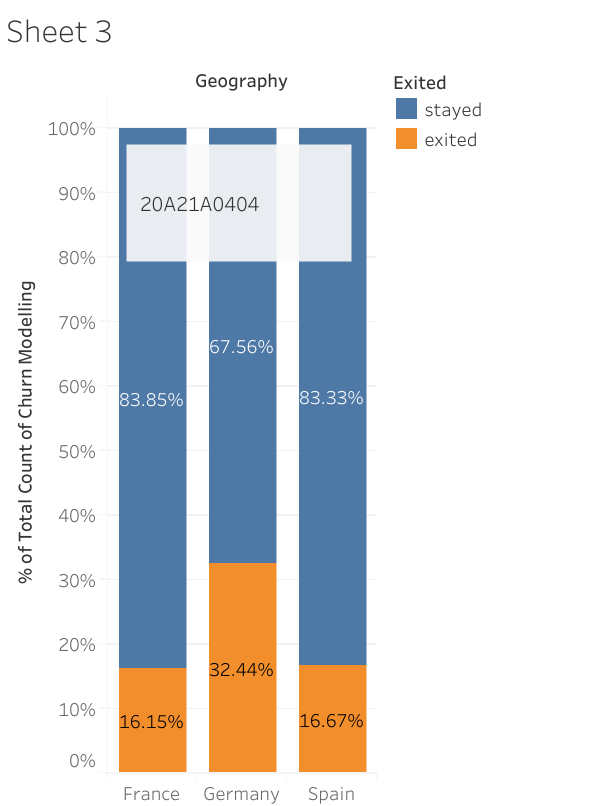 Sheet 3
Geography
Exited
stayed
exited
100%
90%
80%
70%
60%
50%
40%
30%
20%
10%
0%
% of Total Count of Churn Modelling
20A21A0404
67.56%
83.85%
83.33%
32.44%
16.15%
16.67%
France
Germany
Spain